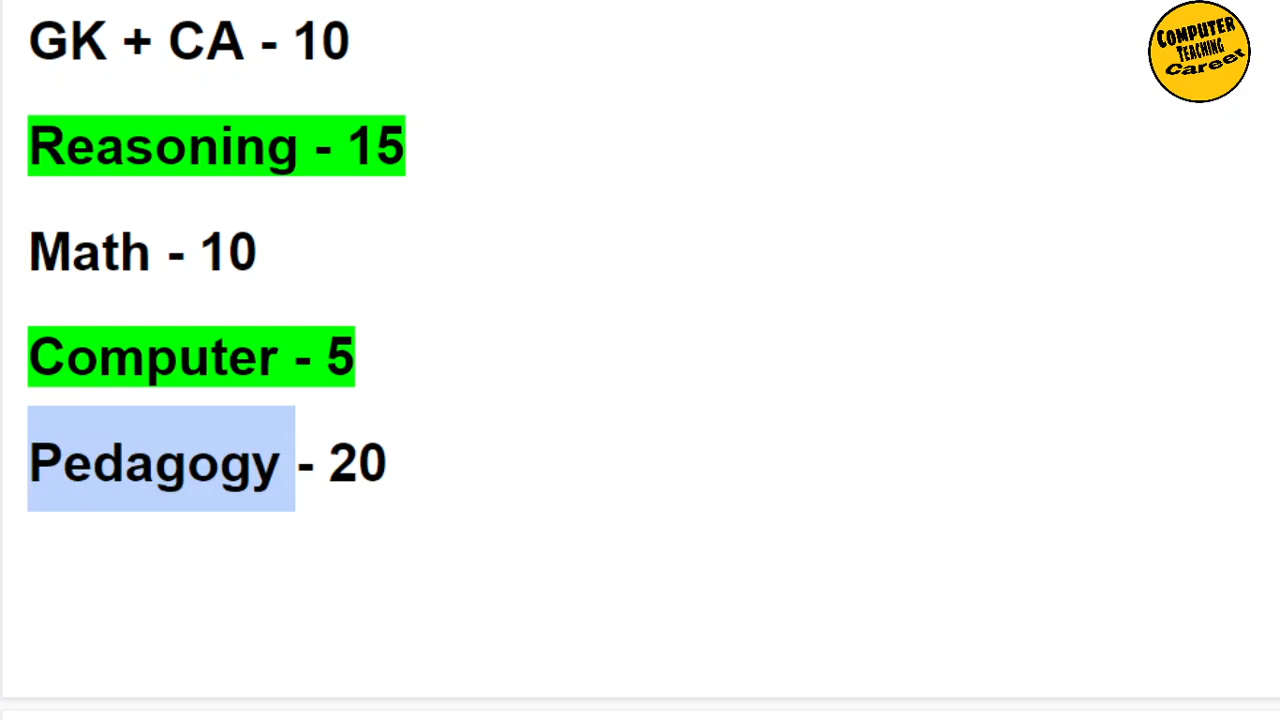 GK + CA - 10
COMPUTER
TEACHING
Career
Reasoning - 15
Math - 10
Computer - 5
Pedagogy - 20